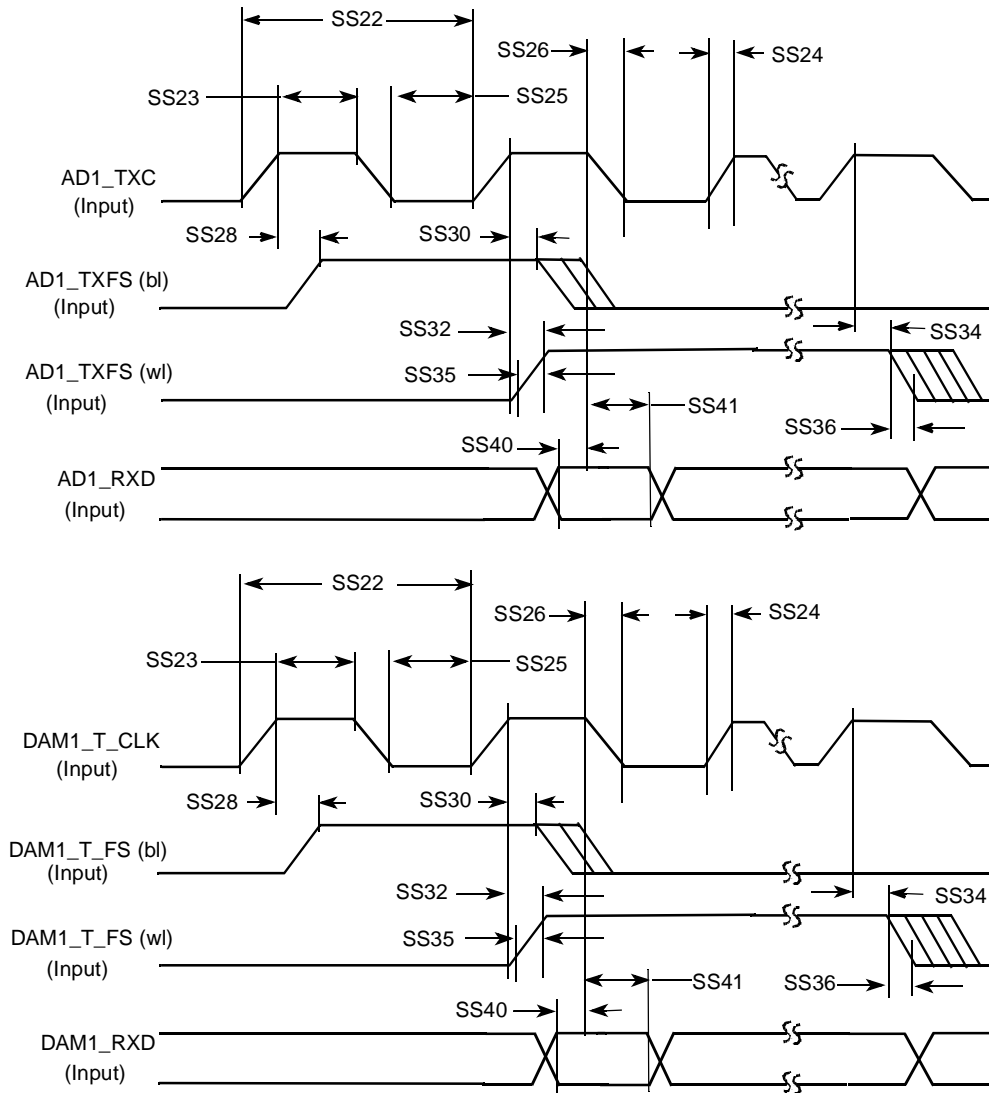 SS22
SS26
SS24
SS23
SS25
AD1_TXC
(Input)
SS28
SS30
AD1_TXFS (bl)
(Input)
SS32
SS34
SS35
AD1_TXFS (wl)
(Input)
SS41
SS36
SS40
AD1_RXD
(Input)
SS22
SS26
SS24
SS23
SS25
DAM1_T_CLK
(Input)
SS28
SS30
DAM1_T_FS (bl)
(Input)
SS32
SS34
SS35
DAM1_T_FS (wl)
(Input)
SS41
SS36
SS40
DAM1_RXD
(Input)